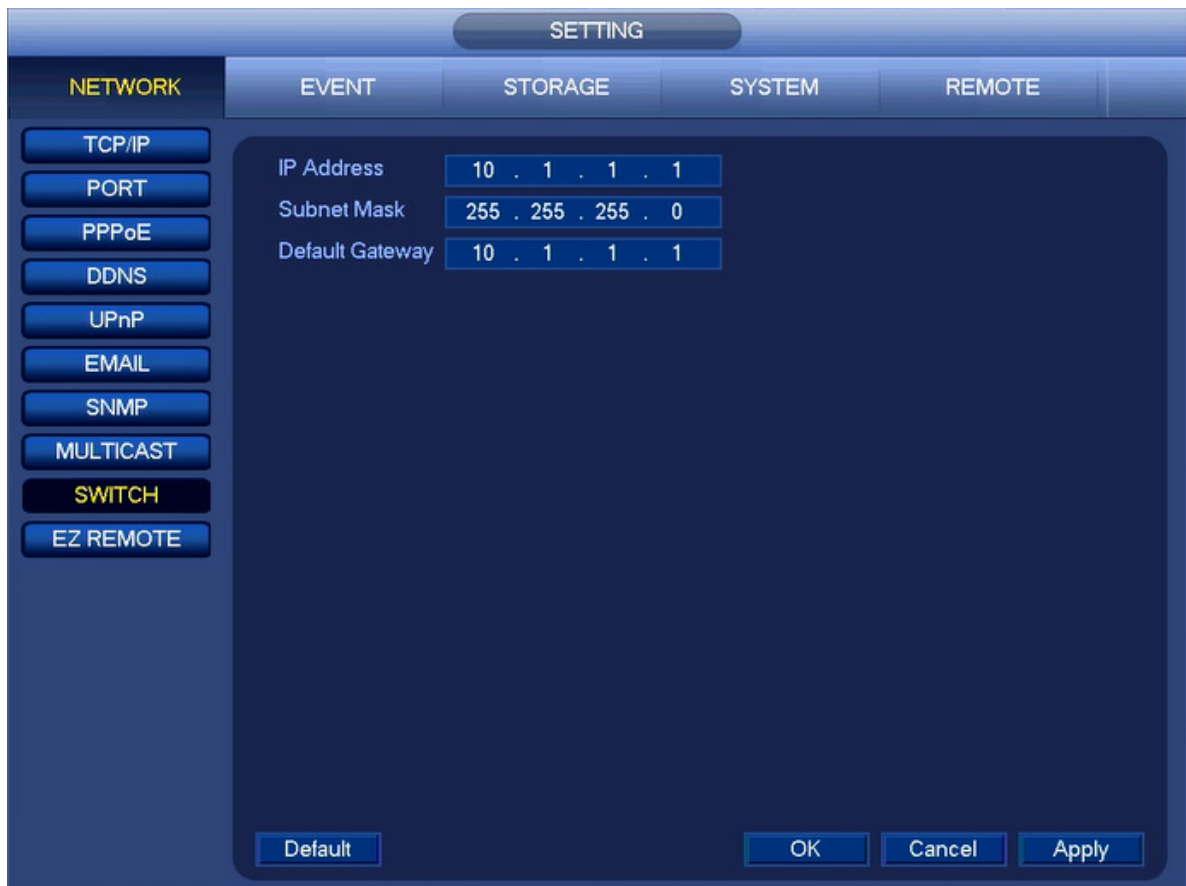 SETTING
NETWORK EVENT STORAGE SYSTEM REMOTE
TCP/IP
PORT
PPPoE
DDNS
UPnP
EMAIL
SNMP
MULTICAST
SWITCH
EZ REMOTE
IP Address 10 . 1 . 1 . 1
Subnet Mask 255 . 255 . 255 . 0
Default Gateway 10 . 1 . 1 . 1
Default OK Cancel Apply